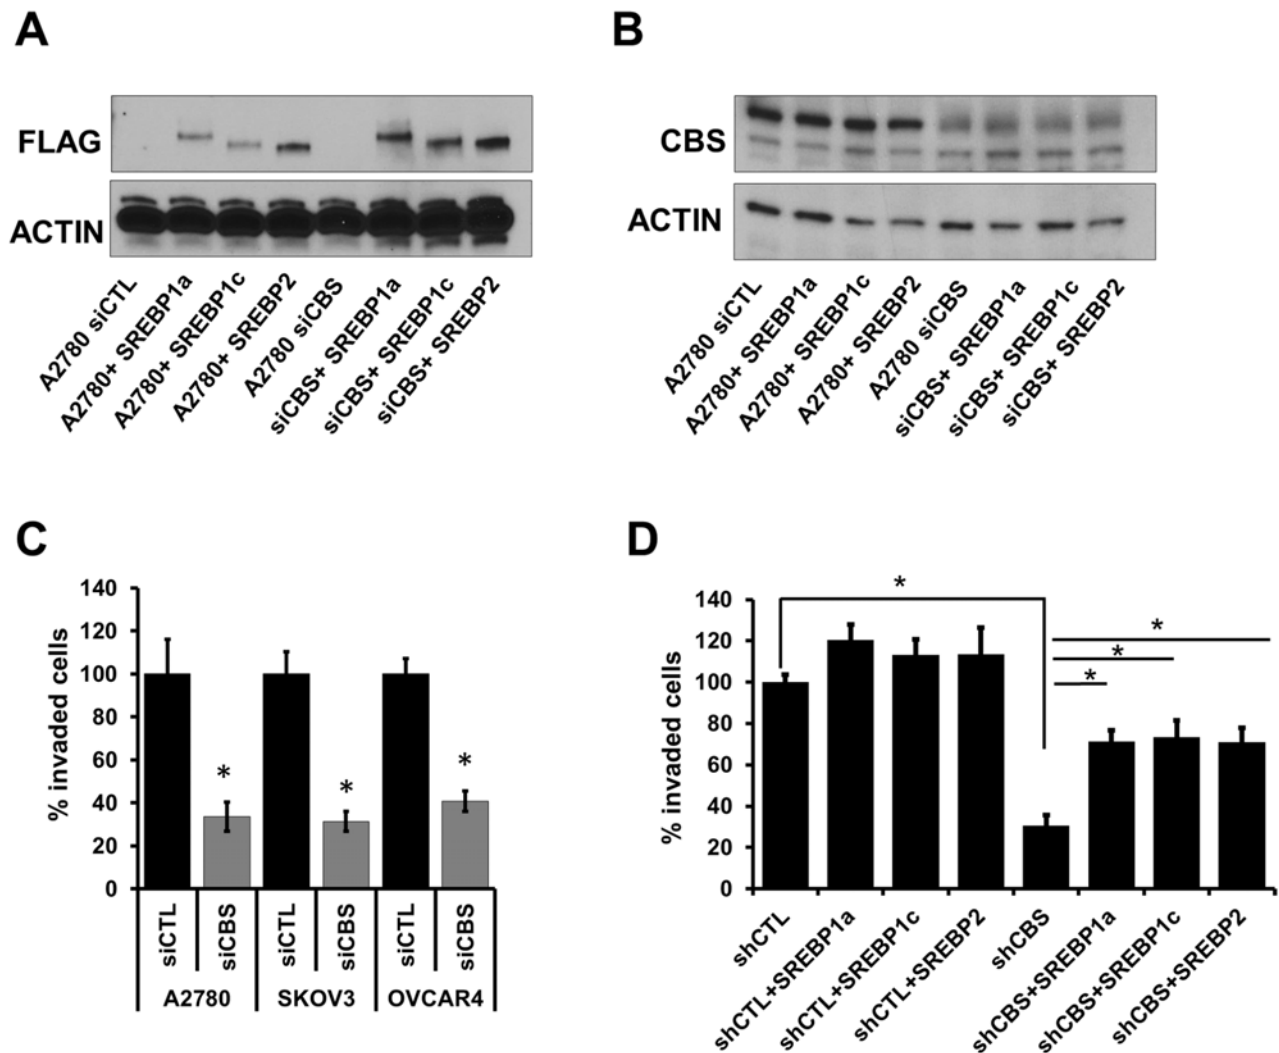 A
FLAG
ACTIN
A2780 siCTL
A2780+ SREBP1a
A2780+ SREBP1c
A2780+ SREBP2
A2780 siCBS
siCBS+ SREBP1a
siCBS+ SREBP1c
siCBS+ SREBP2
B
CBS
ACTIN
A2780 siCTL
A2780+ SREBP1a
A2780+ SREBP1c
A2780+ SREBP2
A2780 siCBS
siCBS+ SREBP1a
siCBS+ SREBP1c
siCBS+ SREBP2
C
% invaded cells
140
120
100
80
60
40
20
0
* * *
siCTL siCBS siCTL siCBS siCTL siCBS
A2780 SKOV3 OVCAR4
D
% invaded cells
140
120
100
80
60
40
20
0
*
*
*
*
shCTL
shCTL+SREBP1a
shCTL+SREBP1c
shCTL+SREBP2
shCBS
shCBS+SREBP1a
shCBS+SREBP1c
shCBS+SREBP2